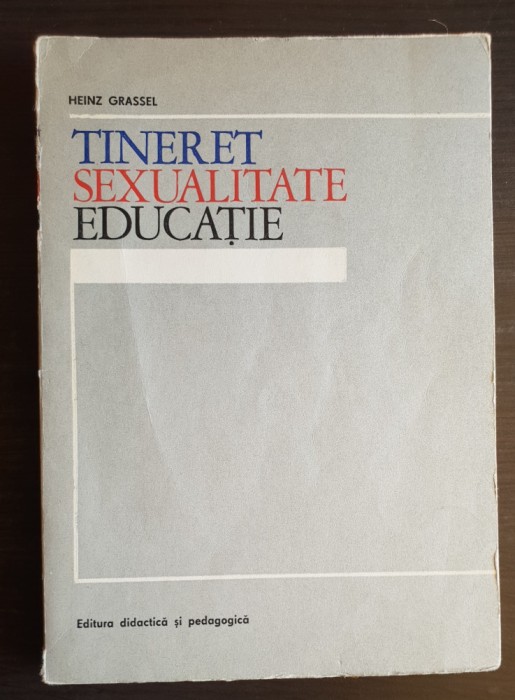 HEINZ GRASSEL
TINERET
SEXUALITATE
EDUCAȚIE
Editura didactică și pedagogică